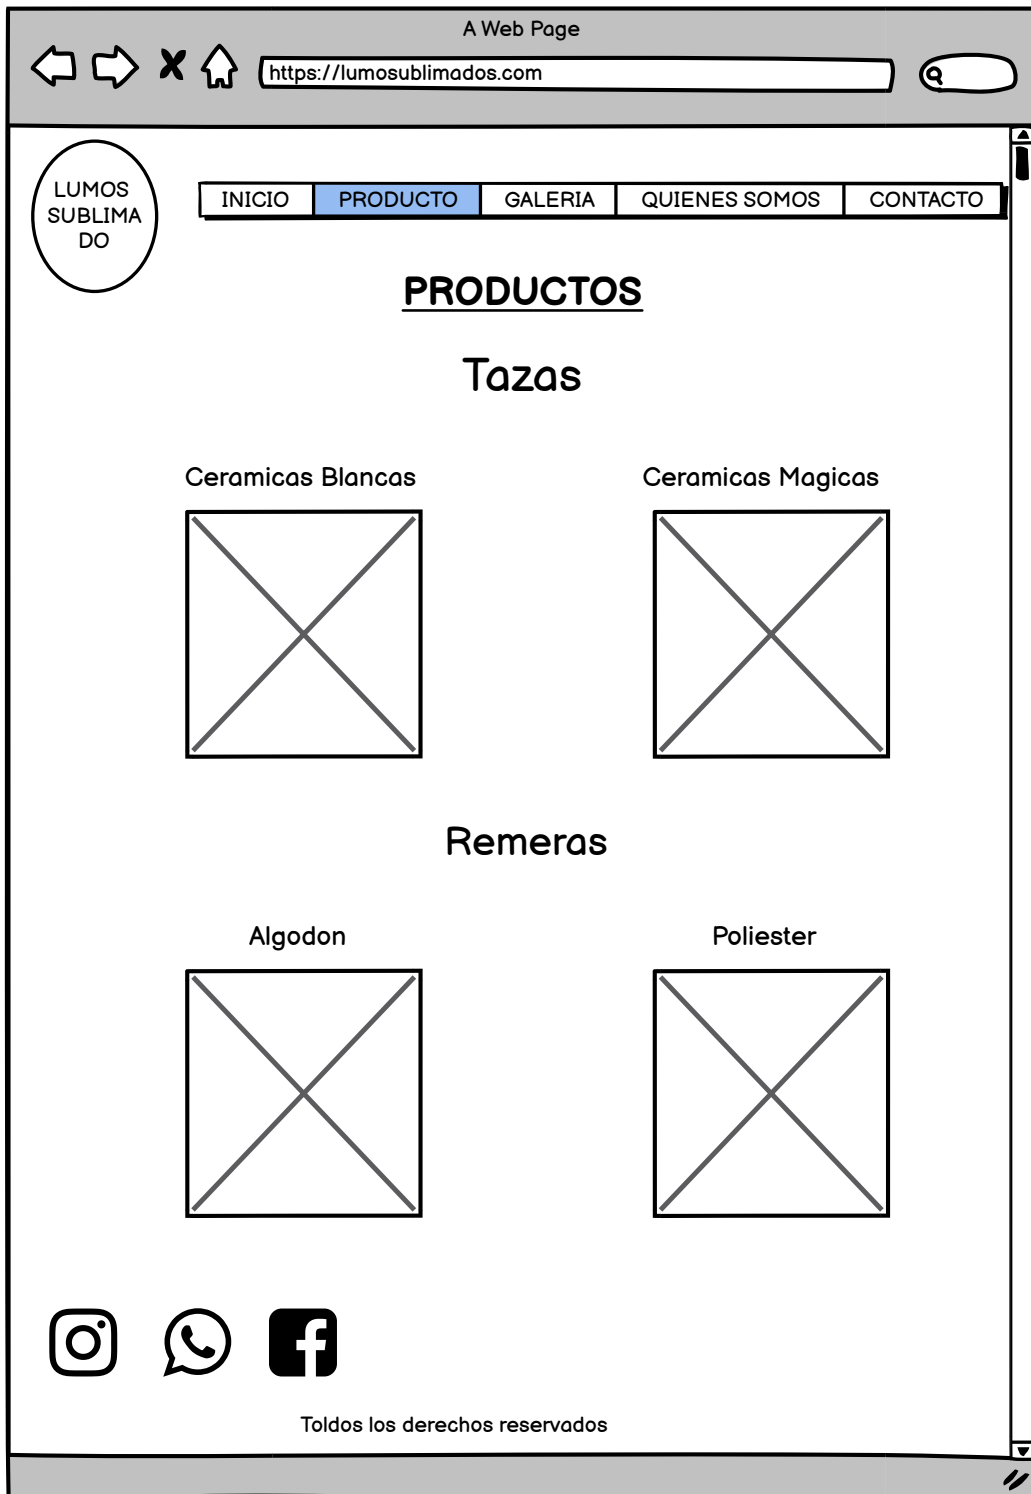 A Web Page
https://lumosublimados.com
LUMOS
SUBLIMA
DO
INICIO PRODUCTO GALERIA QUIENES SOMOS CONTACTO
PRODUCTOS
Tazas
Ceramicas Blancas Ceramicas Magicas
Remeras
Algodon Poliester
Toldos los derechos reservados